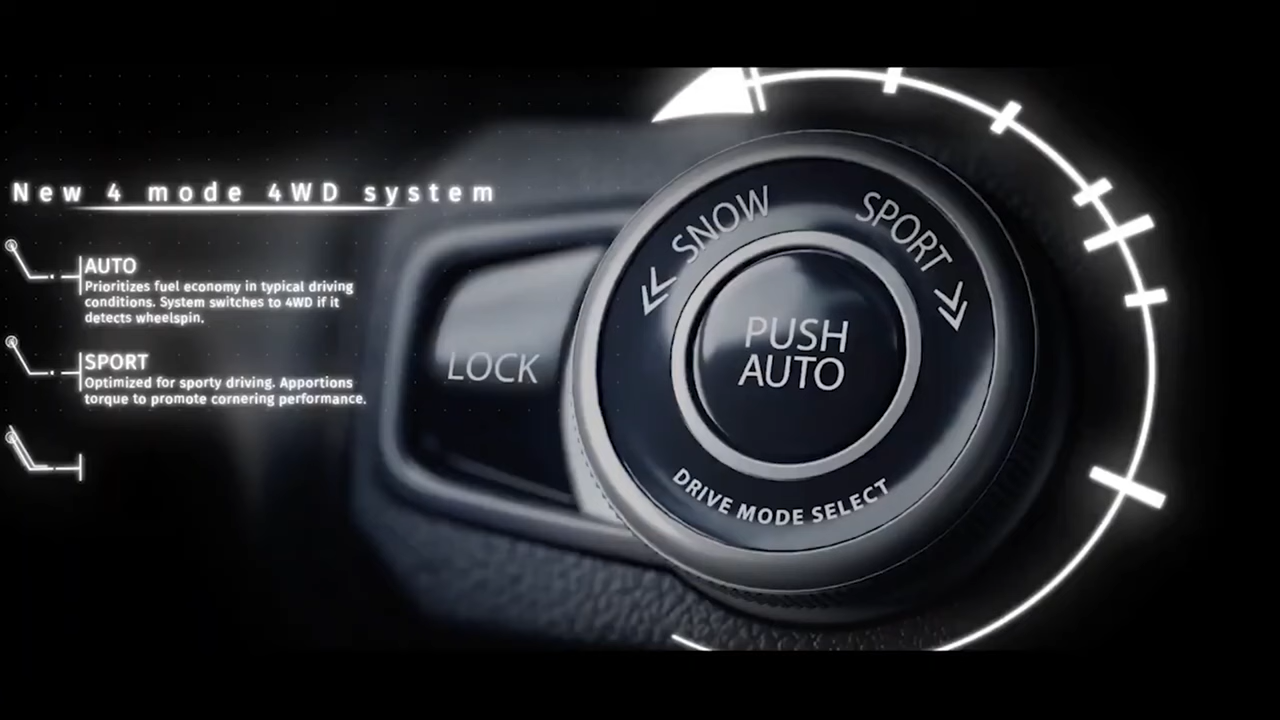 New 4 mode 4WD system
AUTO
Prioritizes fuel economy in typical driving
conditions. System switches to 4WD if it
detects wheelspin.
SPORT
Optimized for sporty driving. Apportions
torque to promote cornering performance.
LOCK
SNOW
SPORT
PUSH
AUTO
DRIVE MODE SELECT